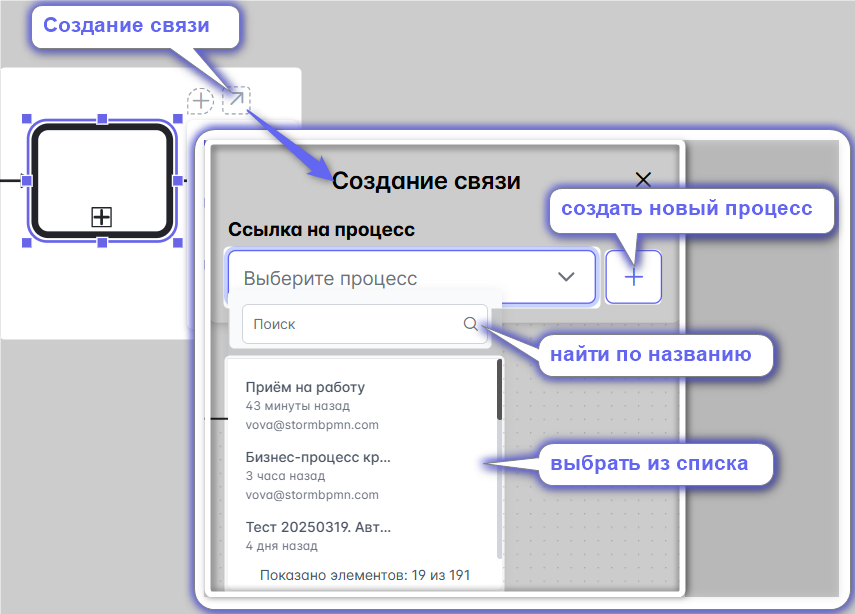 Создание связи
Создание связи
создать новый процесс
Ссылка на процесс
Выберите процесс
Поиск
найти по названию
Приём на работу
43 минуты назад
vova@stormbpmn.com
Бизнес-процесс кр...
3 часа назад
выбрать из списка
vova@stormbpmn.com
Тест 20250319. Авт...
4 дня назад
Показано элементов: 19 из 191